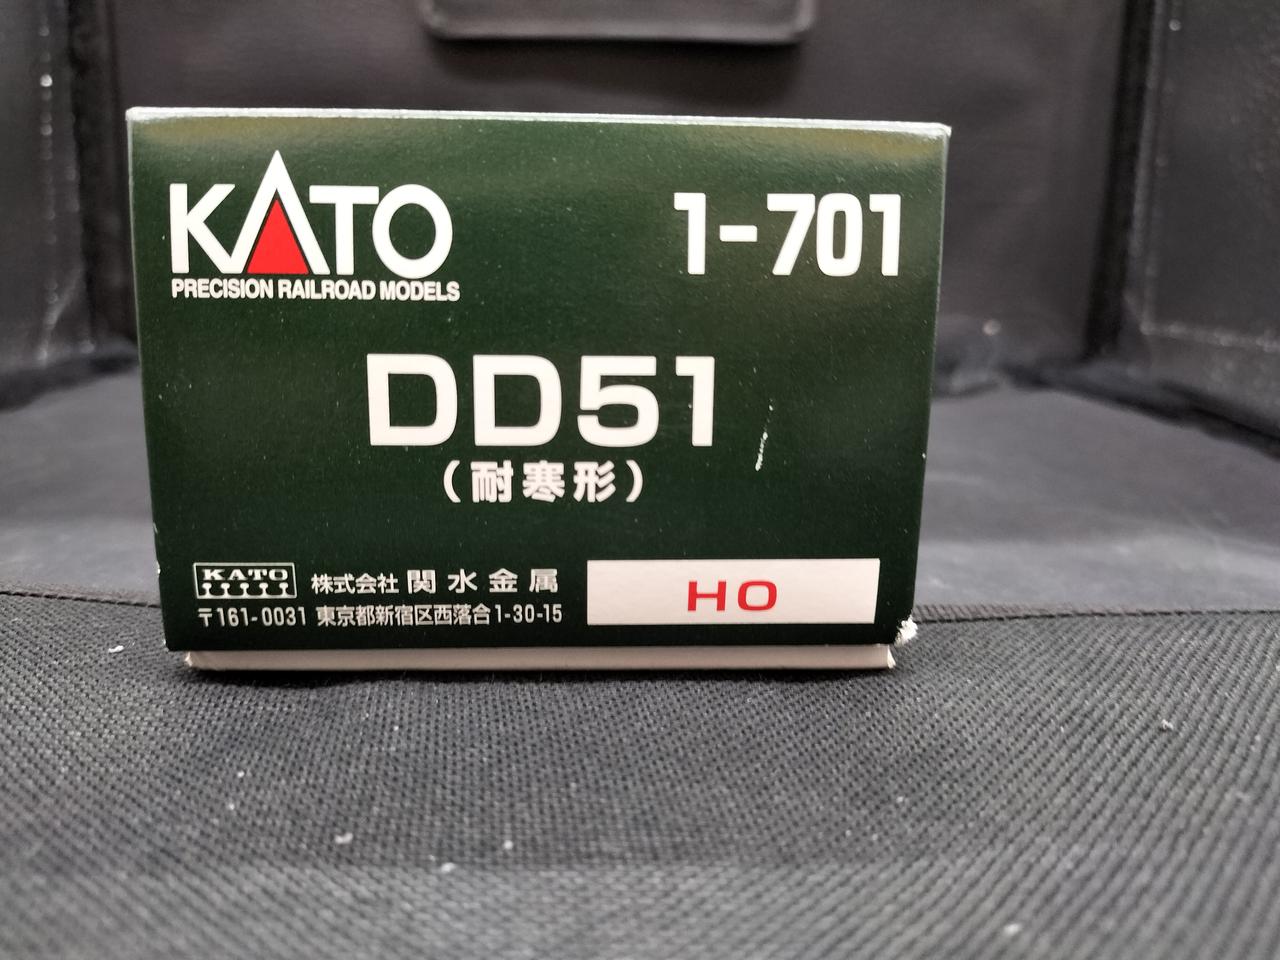 KATO 1-701
PRECISION RAILROAD MODELS
DD51
（耐寒形）
KATO 株式会社 関水金属 HO
〒161-0031 東京都新宿区西落合1-30-15